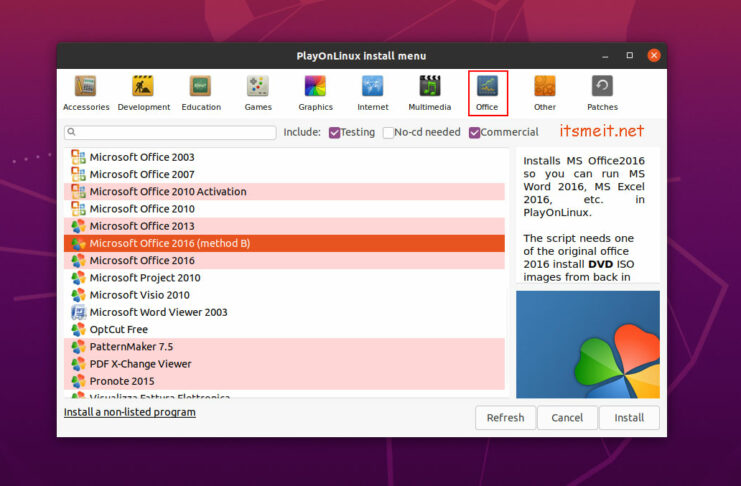 PlayOnLinux install menu
Accessories Development Education Games Graphics Internet Multimedia Office Other Patches
Include: Testing No-cd needed Commercial itsmeit.net
Microsoft Office 2003
Microsoft Office 2007
Microsoft Office 2010 Activation
Microsoft Office 2010
Microsoft Office 2013
Microsoft Office 2016 (method B)
Microsoft Office 2016
Microsoft Project 2010
Microsoft Visio 2010
Microsoft Word Viewer 2003
OptCut Free
PatternMaker 7.5
PDF X-Change Viewer
Pronote 2015
Visualizza Fattura Elettronica
Installs MS Office2016
so you can run MS
Word 2016, MS Excel
2016, etc. in
PlayOnLinux.
The script needs one
of the original office
2016 install DVD ISO
images from back in
Install a non-listed program
Refresh Cancel Install